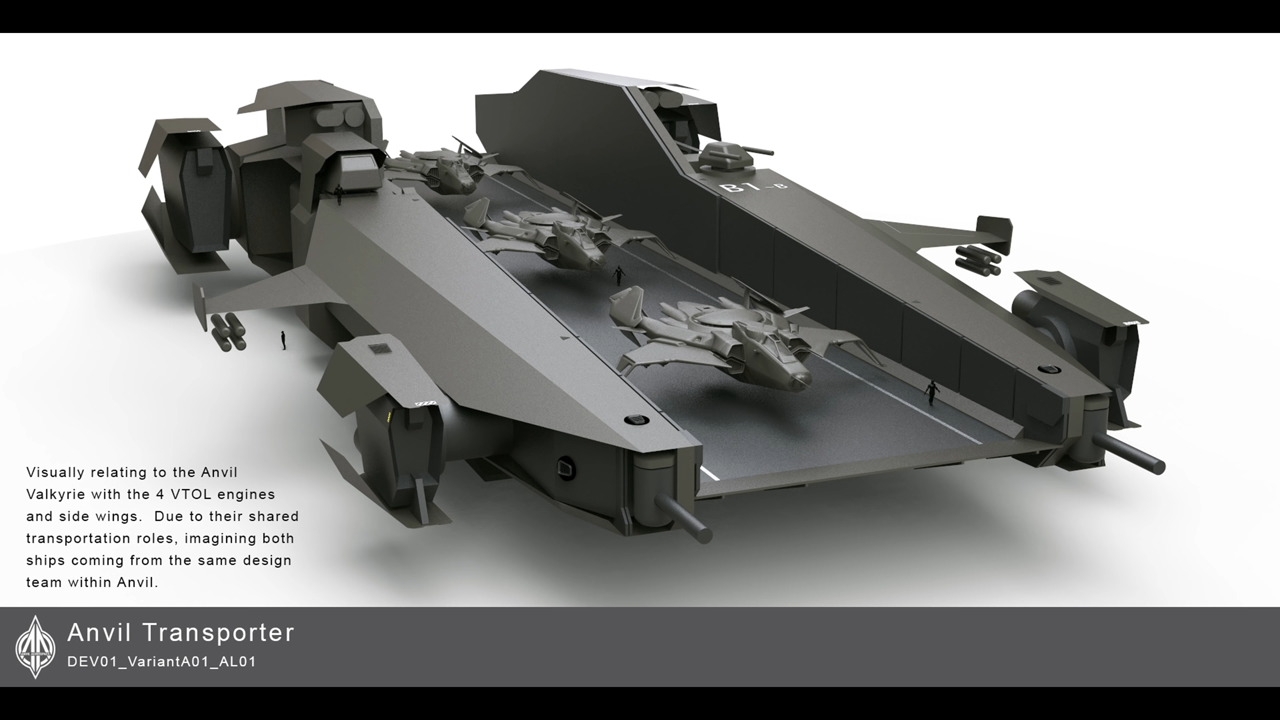 B1-B
Visually relating to the Anvil
Valkyrie with the 4 VTOL engines
and side wings.  Due to their shared
transportation roles, imagining both
ships coming from the same design
team within Anvil.
Anvil Transporter
DEV01_VariantA01_AL01